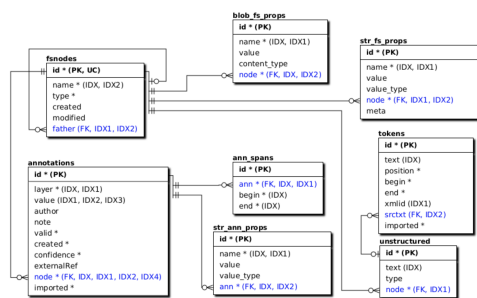 blob_fs_props
id * (PK)
name * (IDX, IDX1)
value
content_type
node * (FK, IDX, IDX2)
str_fs_props
id * (PK)
name * (IDX, IDX1)
value
value_type
node * (FK, IDX1, IDX2)
meta
fsnodes
id * (PK, UC)
name * (IDX, IDX2)
type *
created
modified
father (FK, IDX1, IDX2)
tokens
id * (PK)
text (IDX)
position *
begin *
end *
xmlid (IDX1)
srctxt (FK, IDX2)
imported *
annotations
id * (PK)
layer * (IDX, IDX1)
value (IDX1, IDX2, IDX3)
author
note
valid *
created *
confidence *
externalRef
node * (FK, IDX, IDX1, IDX2, IDX4)
imported *
ann_spans
id * (PK)
ann * (FK, IDX, IDX1)
begin * (IDX)
end * (IDX)
str_ann_props
id * (PK)
name * (IDX, IDX1)
value
value_type
ann * (FK, IDX, IDX2)
unstructured
id * (PK)
text (IDX)
type
node * (FK, IDX1)